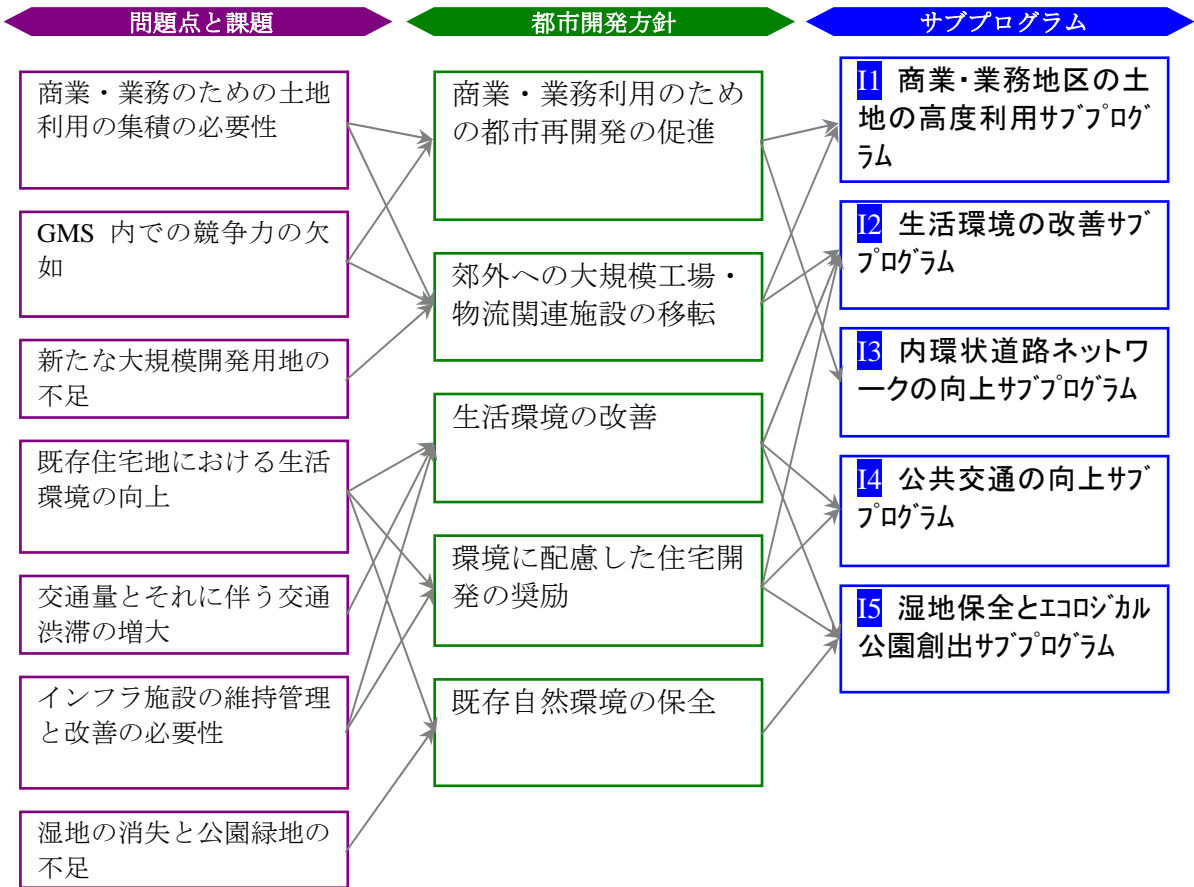 問題点と課題
都市開発方針
サブプログラム
商業・業務のための土地
利用の集積の必要性
GMS 内での競争力の欠
如
新たな大規模開発用地の
不足
既存住宅地における生活
環境の向上
交通量とそれに伴う交通
渋滞の増大
インフラ施設の維持管理
と改善の必要性
湿地の消失と公園緑地の
不足
商業・業務利用のため
の都市再開発の促進
郊外への大規模工場・
物流関連施設の移転
生活環境の改善
環境に配慮した住宅開
発の奨励
既存自然環境の保全
I1 商業・業務地区の土
地の高度利用ｻﾌﾞﾌﾟﾛｸﾞ
ﾗﾑ
I2 生活環境の改善ｻﾌﾞ
ﾌﾟﾛｸﾞﾗﾑ
I3 内環状道路ネットワ
ークの向上ｻﾌﾞﾌﾟﾛｸﾞﾗﾑ
I4 公共交通の向上ｻﾌﾞ
ﾌﾟﾛｸﾞﾗﾑ
I5 湿地保全とｴｺﾛｼﾞｶﾙ
公園創出ｻﾌﾞﾌﾟﾛｸﾞﾗﾑ